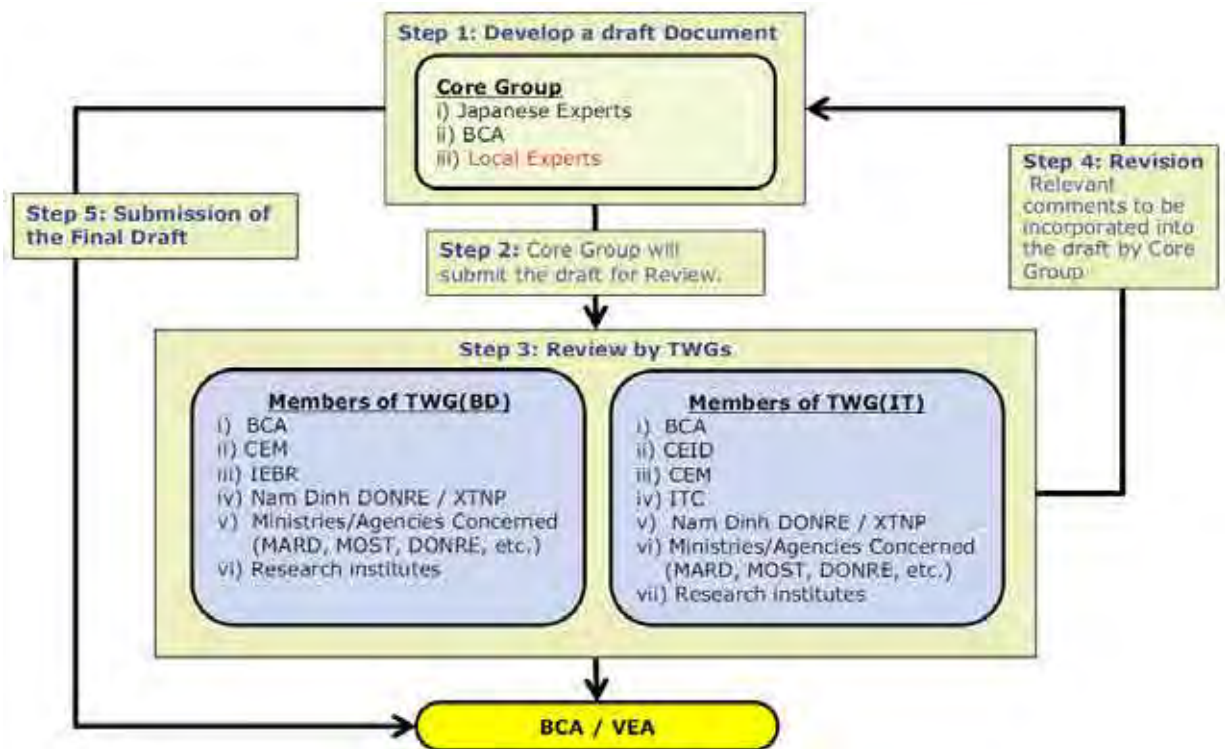 Step 1: Develop a draft Document
Core Group
i) Japanese Experts
ii) BCA
iii) Local Experts
Step 2: Core Group will
submit the draft for Review.
Step 3: Review by TWGs
Members of TWG(BD)
i) BCA
ii) CEM
iii) IEBR
iv) Nam Dinh DONRE / XTNP
v) Ministries/Agencies Concerned
(MARD, MOST, DONRE, etc.)
vi) Research institutes
Members of TWG(IT)
i) BCA
ii) CEID
iii) CEM
iv) ITC
v) Nam Dinh DONRE / XTNP
vi) Ministries/Agencies Concerned
(MARD, MOST, DONRE, etc.)
vii) Research institutes
Step 4: Revision
Relevant
comments to be
incorporated into
the draft by Core
Group
Step 5: Submission of
the Final Draft
BCA / VEA